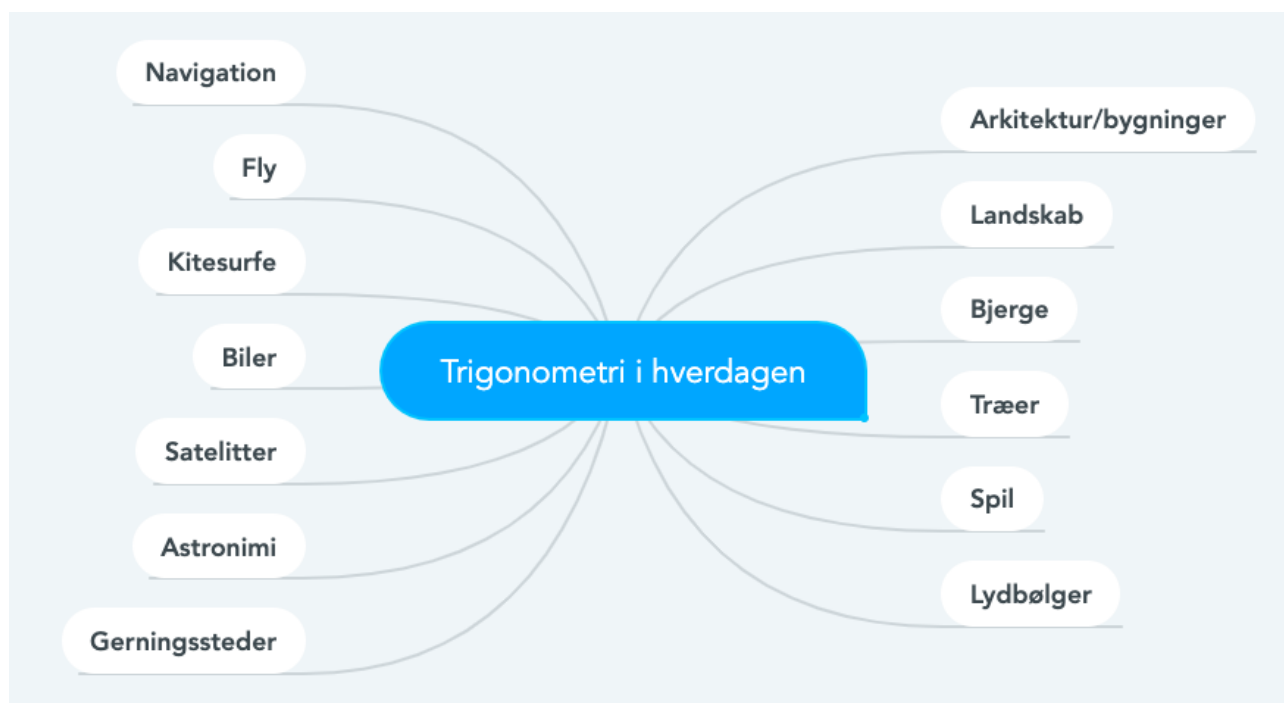 Navigation
Fly
Kitesurfe
Biler
Satelitter
Astronimi
Gerningssteder
Trigonometri i hverdagen
Arkitektur/bygninger
Landskab
Bjerge
Træer
Spil
Lydbølger